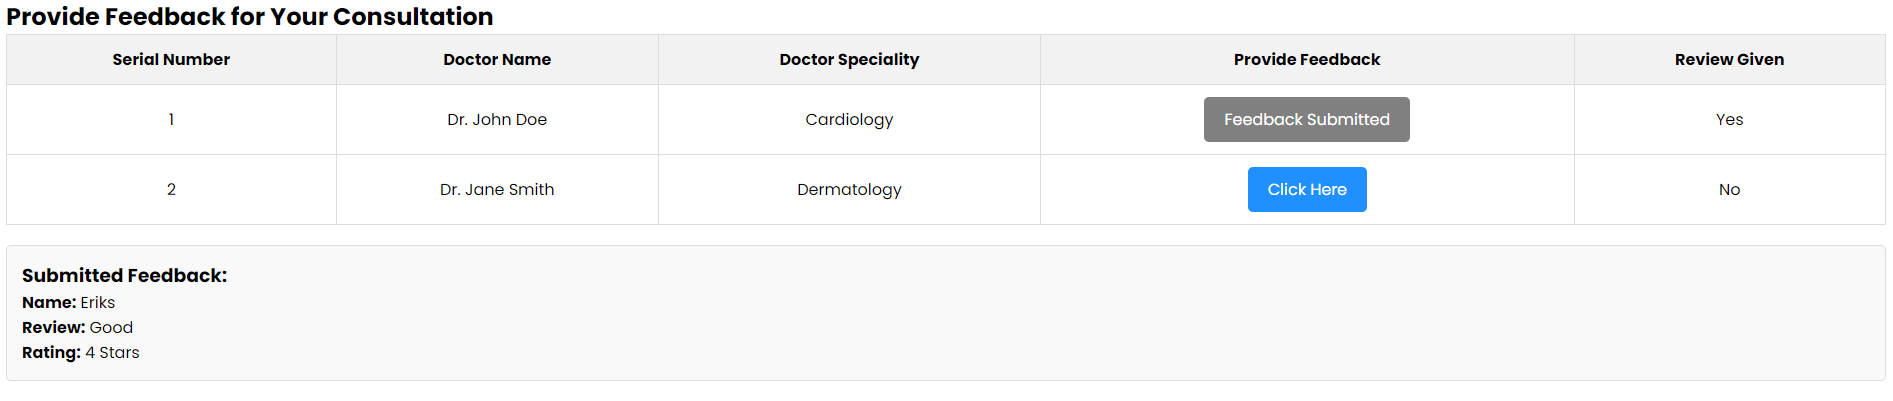 Provide Feedback for Your Consultation
Serial Number Doctor Name Doctor Speciality Provide Feedback Review Given
1 Dr. John Doe Cardiology Feedback Submitted Yes
2 Dr. Jane Smith Dermatology Click Here No
Submitted Feedback:
Name: Eriks
Review: Good
Rating: 4 Stars